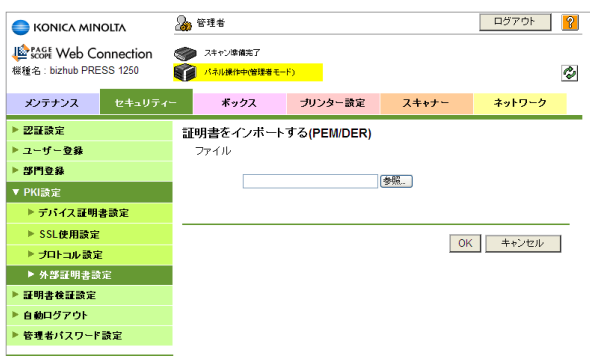 KONICA MINOLTA
管理者
ログアウト
?
PAGE SCOPE Web Connection
スキャン準備完了
機種名 : bizhub PRESS 1250
パネル操作中(管理者モード)
メンテナンス
セキュリティー
ボックス
プリンター設定
スキャナー
ネットワーク
認証設定
ユーザー登録
部門登録
PKI設定
デバイス証明書設定
SSL使用設定
プロトコル設定
外部証明書設定
証明書検証設定
自動ログアウト
管理者パスワード設定
証明書をインポートする(PEM/DER)
ファイル
参照...
OK
キャンセル